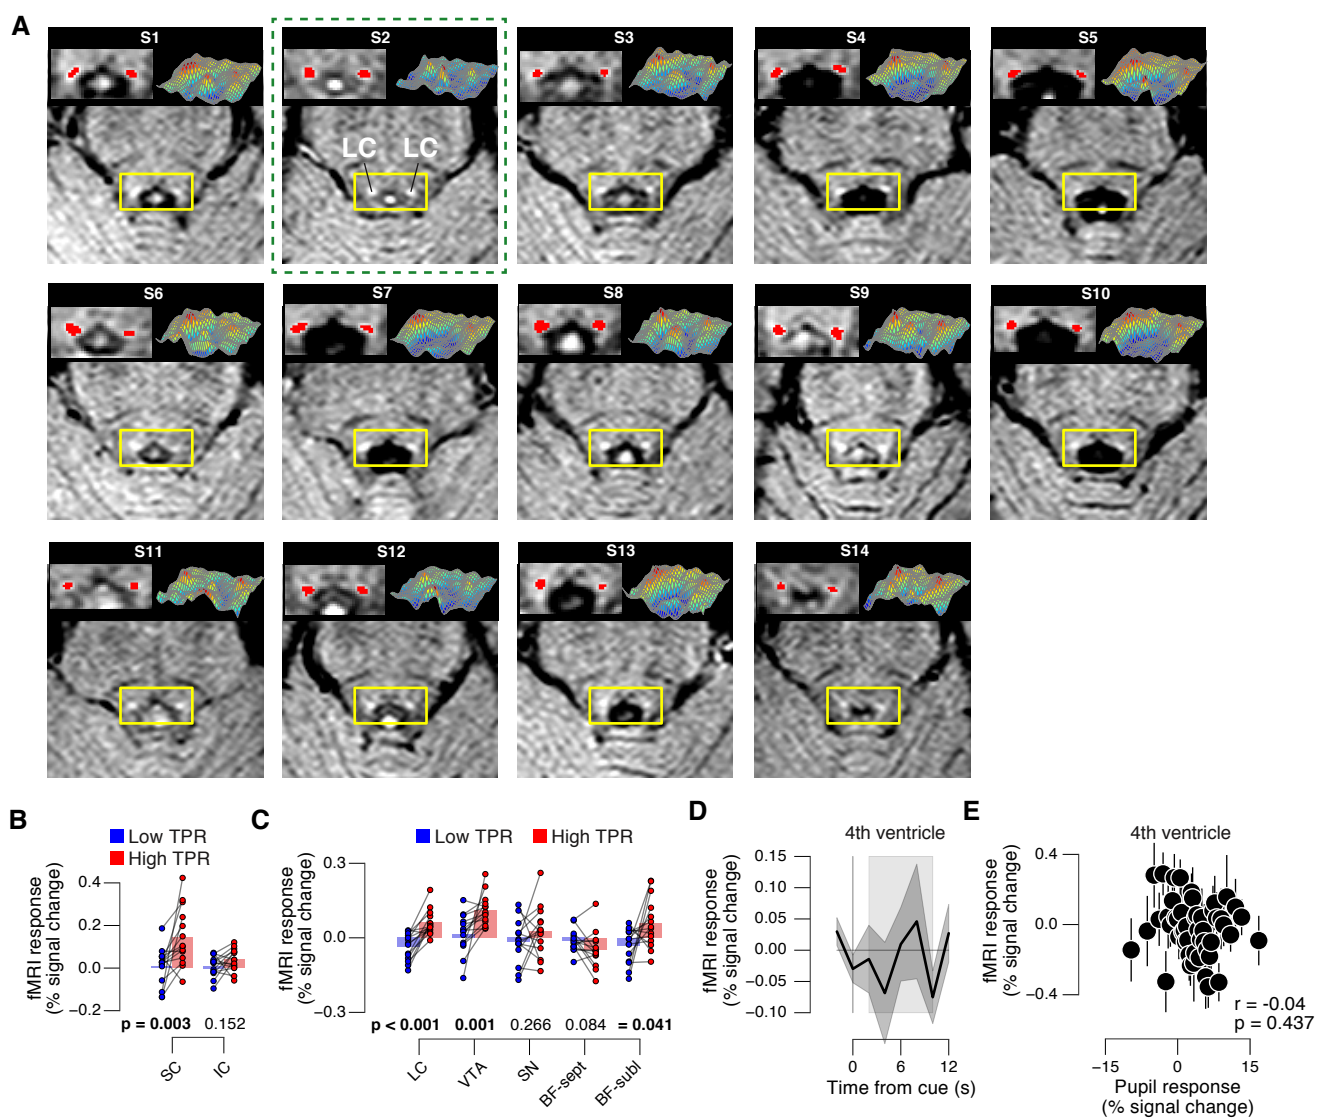 A
S1
S2
S3
S4
S5
LC LC
S6
S7
S8
S9
S10
S11
S12
S13
S14
B
Low TPR
High TPR
fMRI response
(% signal change)
0.4
0.2
0.0
−0.2
p = 0.003 0.152
SC
IC
C
Low TPR High TPR
fMRI response
(% signal change)
0.3
0.0
−0.3
p < 0.001 0.001 0.266 0.084 = 0.041
LC
VTA
SN
BF-sept
BF-subl
D
4th ventricle
fMRI response
(% signal change)
0.15
0.10
0.05
0.00
−0.05
−0.10
0 6 12
Time from cue (s)
E
4th ventricle
fMRI response
(% signal change)
0.4
0.0
−0.4
r = -0.04
p = 0.437
−15 0 15
Pupil response
(% signal change)